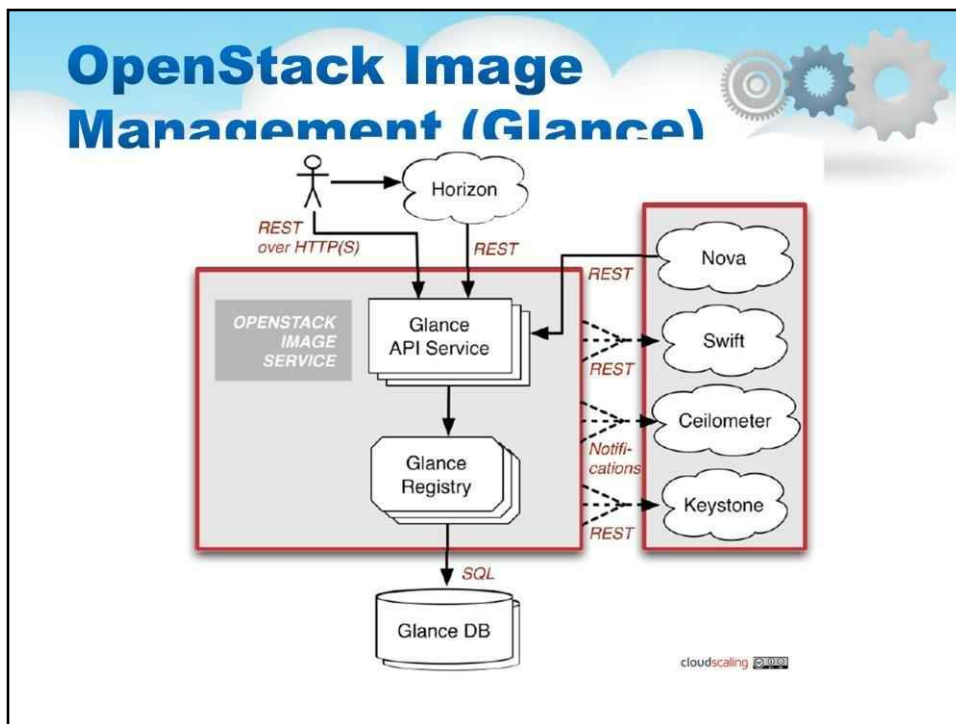 OpenStack Image
Management (Glance)
Horizon
REST
over HTTP(S)
REST
REST
Nova
OPENSTACK
IMAGE
SERVICE
Glance
API Service
Swift
REST
Ceilometer
Notifi-
cations
Glance
Registry
Keystone
REST
SQL
Glance DB
cloudscaling